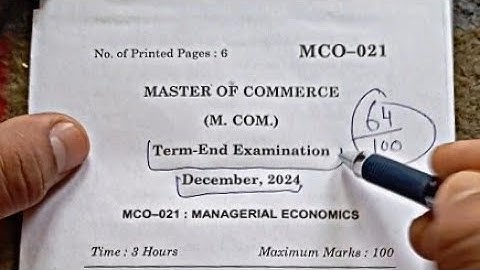 No. of Printed Pages : 6 MCO–021
MASTER OF COMMERCE
(M. COM.)
64
100
Term-End Examination
December, 2024
MCO–021 : MANAGERIAL ECONOMICS
Time : 3 Hours Maximum Marks : 100